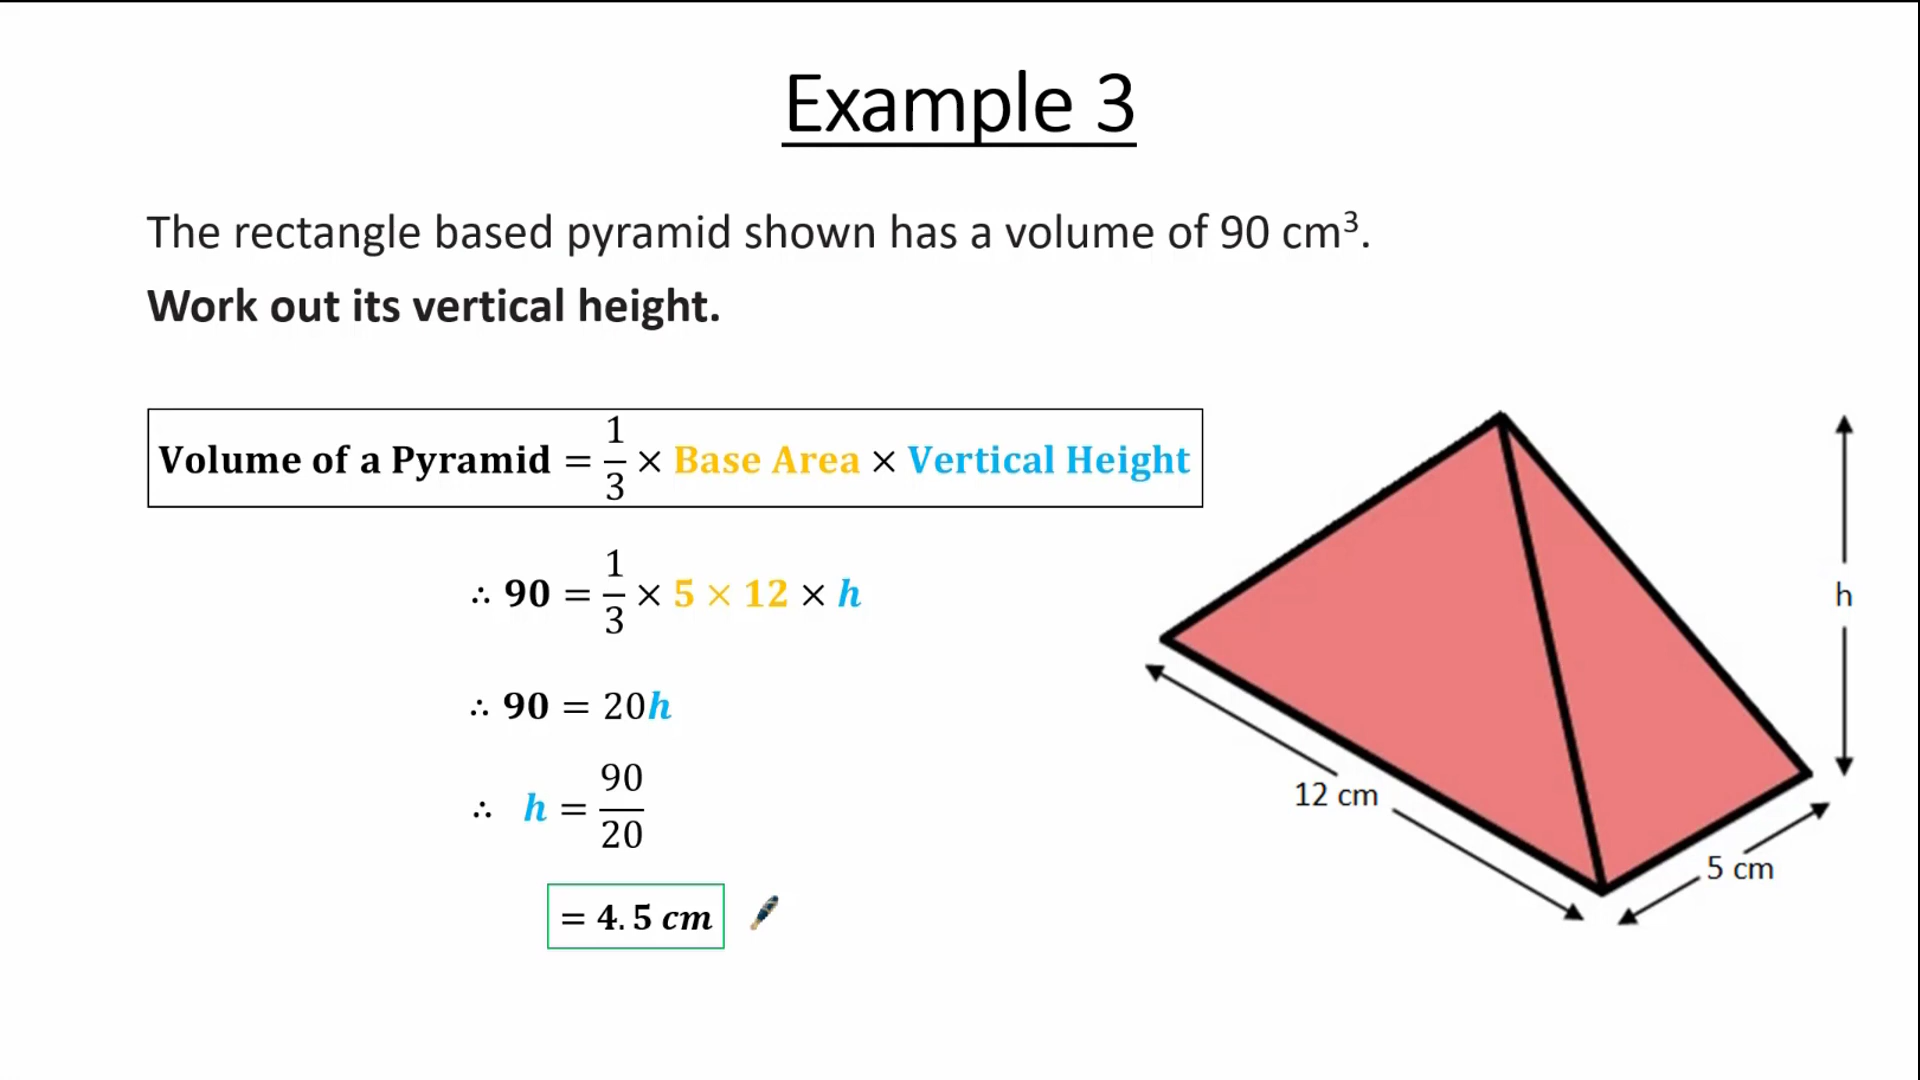 Example 3
The rectangle based pyramid shown has a volume of 90 cm³.
Work out its vertical height.
Volume of a Pyramid = 1/3 × Base Area × Vertical Height
∴ 90 = 1/3 × 5 × 12 × h
∴ 90 = 20h
∴ h = 90/20
= 4.5 cm
h
12 cm
5 cm